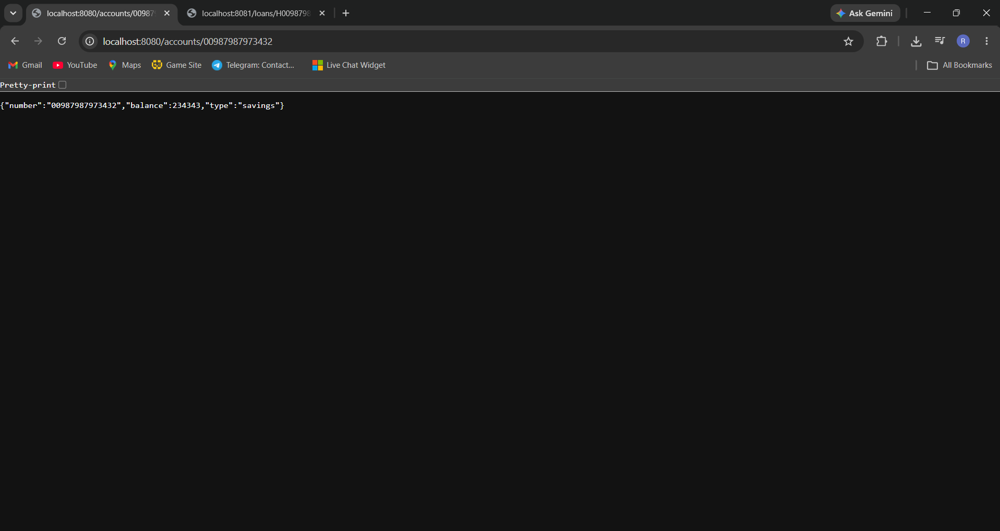 localhost:8080/accounts/00987
localhost:8081/loans/H0098798
Ask Gemini
localhost:8080/accounts/00987987973432
R
Gmail
YouTube
Maps
Game Site
Telegram: Contact...
Live Chat Widget
All Bookmarks
Pretty-print
{"number":"00987987973432","balance":234343,"type":"savings"}